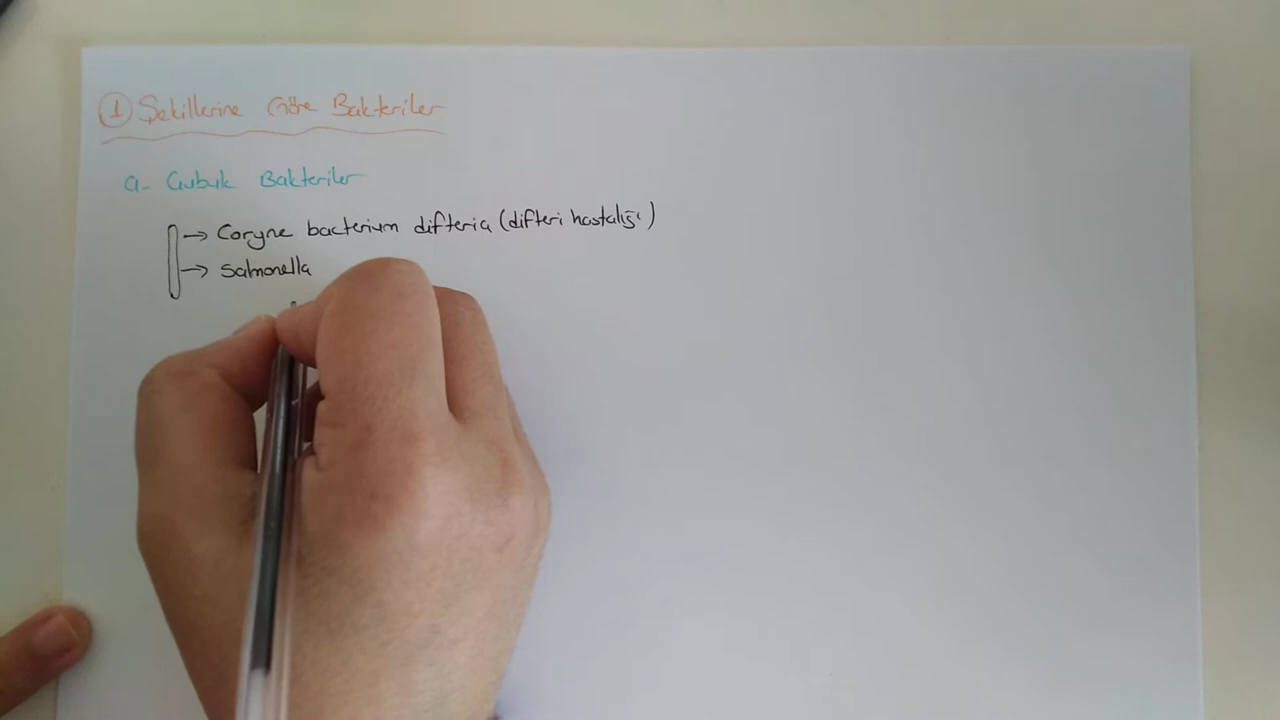 ① Şekillerine Göre Bakteriler
a- Çubuk Bakteriler
→ Coryne bacterium difteria (difteri hastalığı)
→ Salmonella